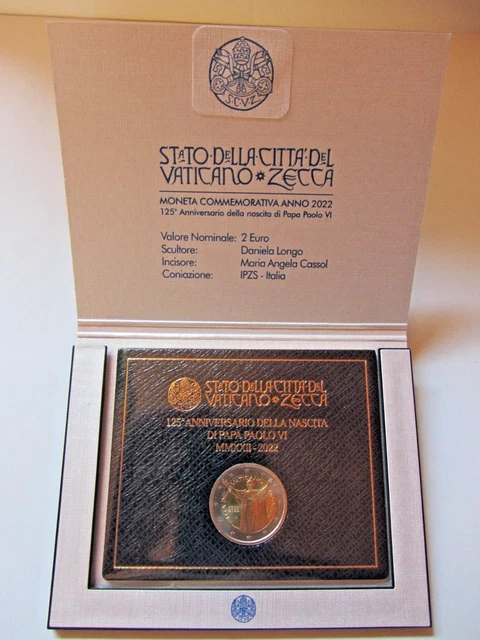 S.C.V.Z.
STATO·DELLA·CITTÀ·DEL
VATICANO ZECCA
MONETA COMMEMORATIVA ANNO 2022
125° Anniversario della nascita di Papa Paolo VI
Valore Nominale: 2 Euro
Scultore: Daniela Longo
Incisore: Maria Angela Cassol
Coniazione: IPZS - Italia
STATO·DELLA·CITTÀ·DEL
VATICANO ZECCA
125° ANNIVERSARIO DELLA NASCITA
DI PAPA PAOLO VI
MMXXII - 2022